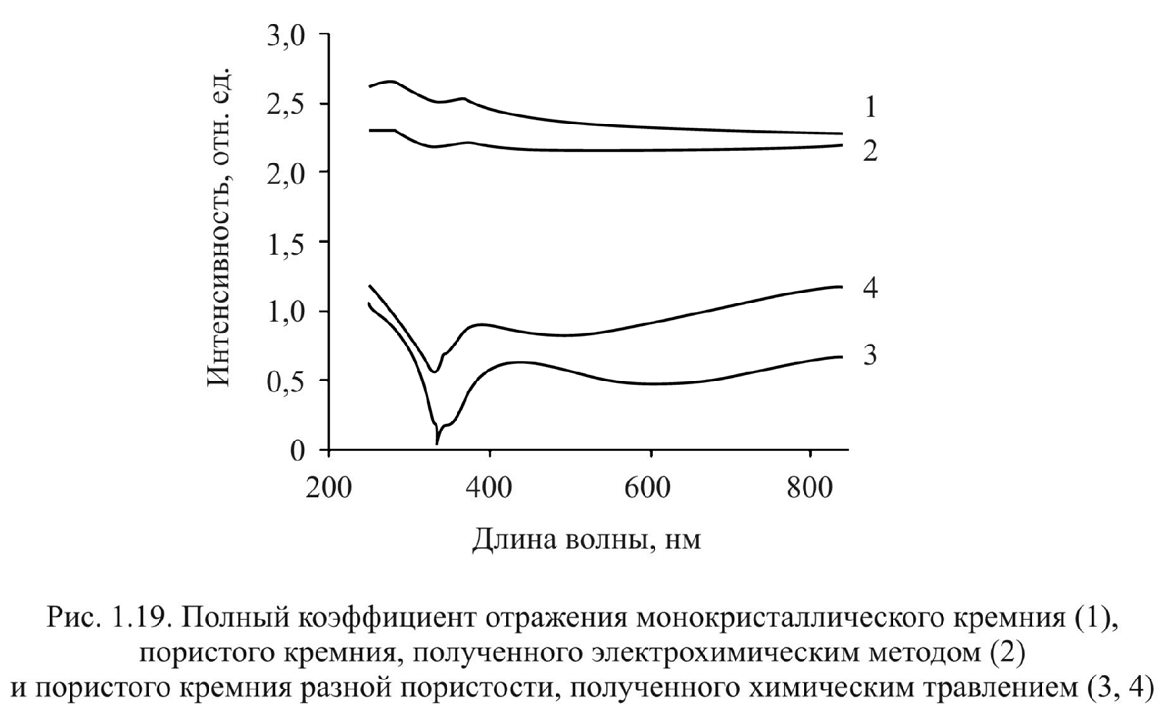 3,0
2,5
2,0
1,5
1,0
0,5
0
Интенсивность, отн. ед.
1
2
4
3
200 400 600 800
Длина волны, нм
Рис. 1.19. Полный коэффициент отражения монокристаллического кремния (1),
пористого кремния, полученного электрохимическим методом (2)
и пористого кремния разной пористости, полученного химическим травлением (3, 4)